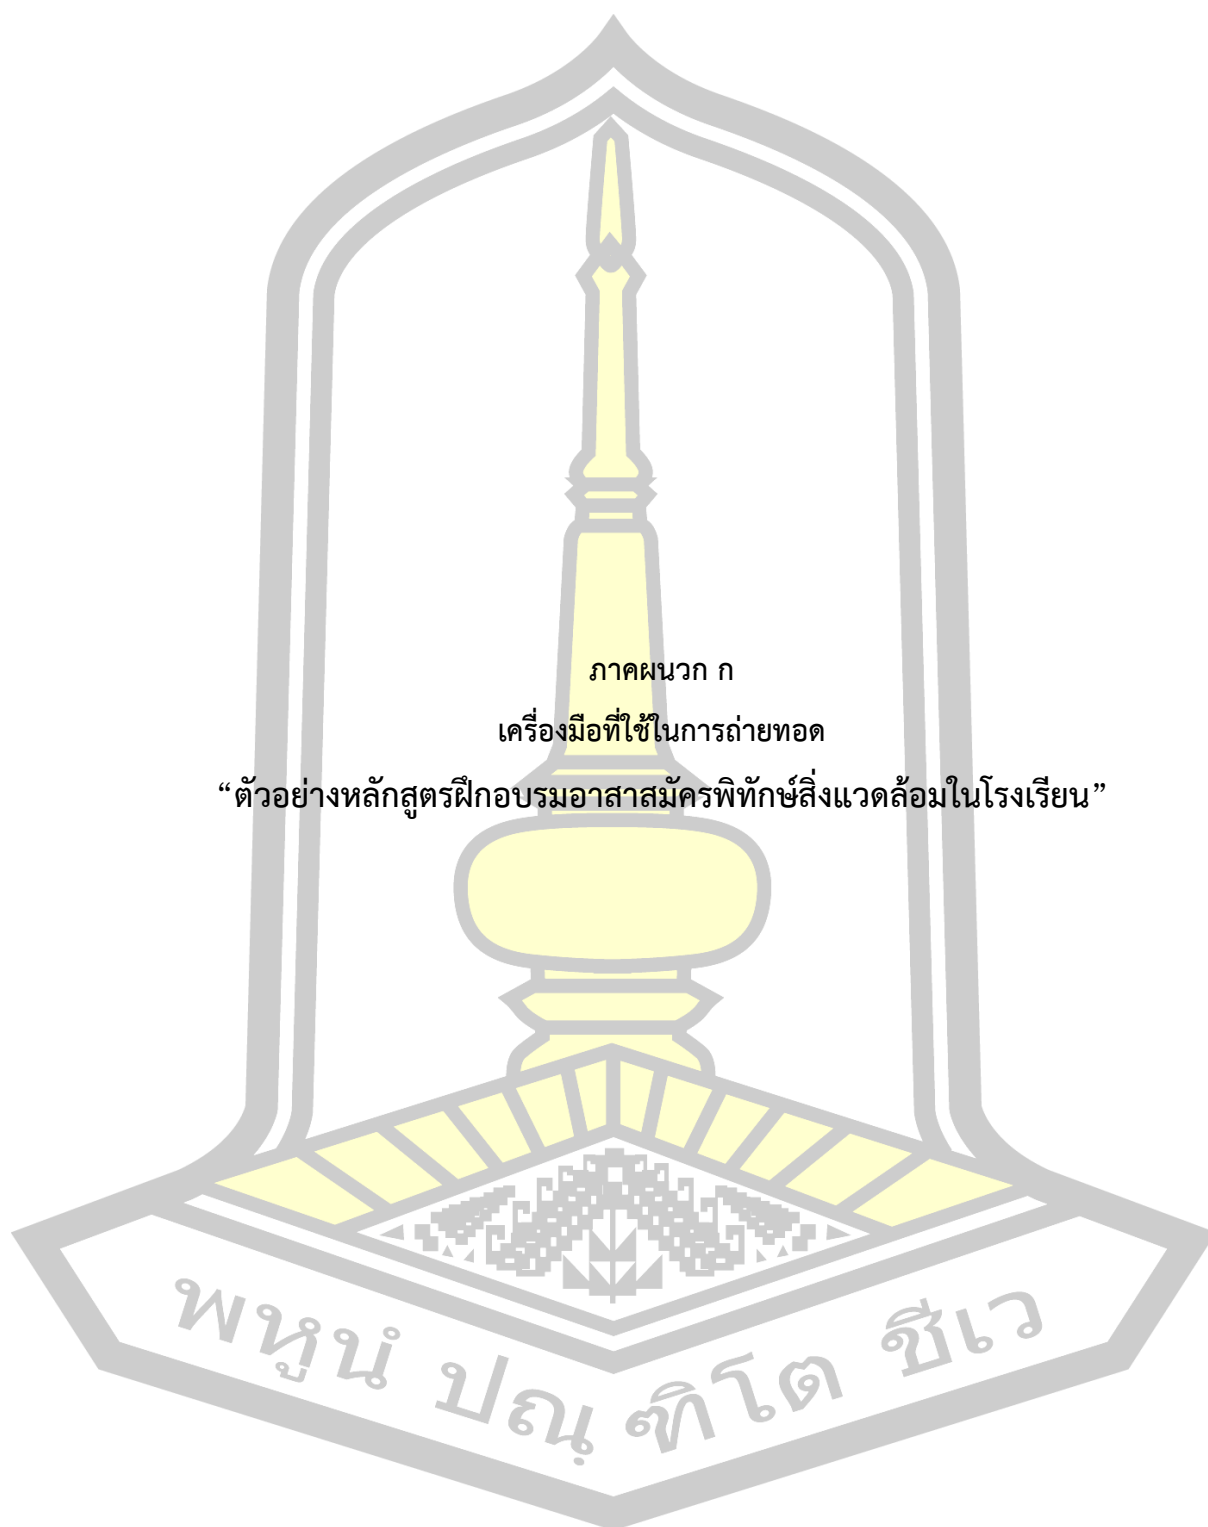 ภาคผนวก ก
เครื่องมือที่ใช้ในการถ่ายทอด
“ตัวอย่างหลักสูตรฝึกอบรมอาสาสมัครพิทักษ์สิ่งแวดล้อมในโรงเรียน”
พหูนํ ปณฺฑิโต ชีเว